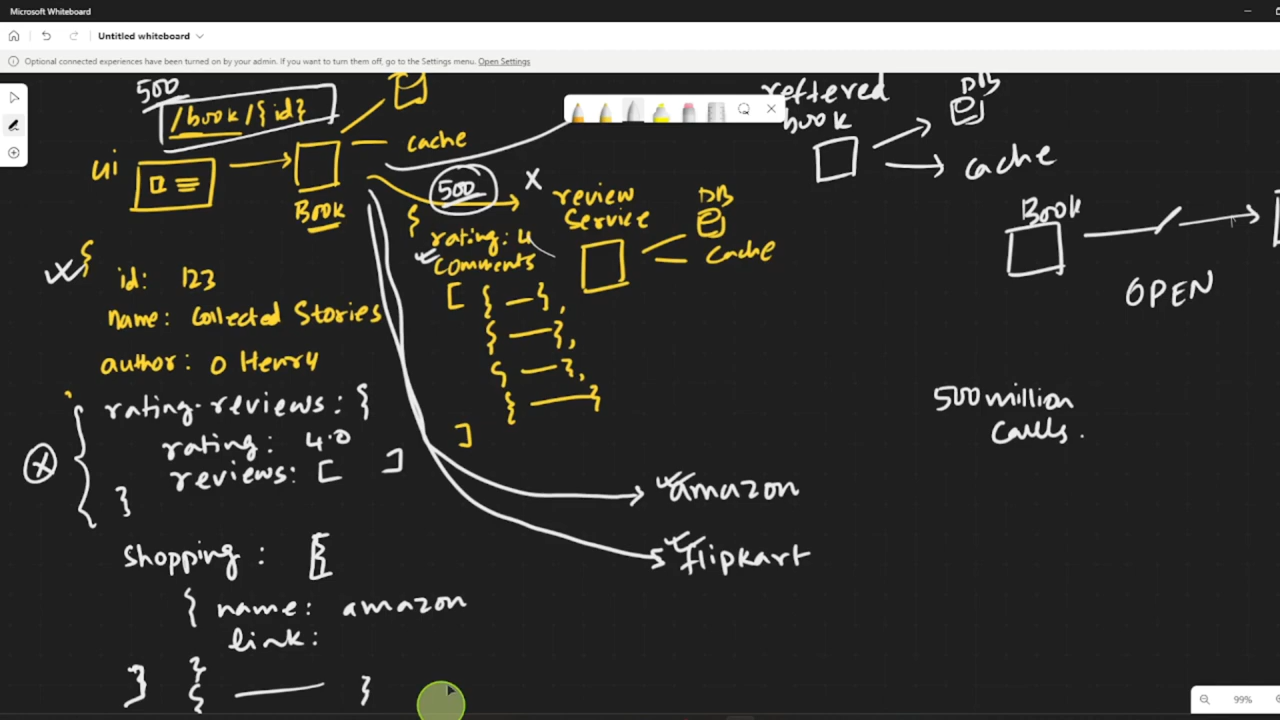 Microsoft Whiteboard
Untitled whiteboard
Optional connected experiences have been turned on by your admin. If you want to turn them off, go to the Settings menu. Open Settings
500
/book/{id}
ui
Book
cache
500
x
{
rating: 4
comments
[ { — },
{ — },
{ — },
{ — }
]
review
Service
DB
cache
reffered
book
DB
cache
Book
OPEN
500 million
calls.
{
id: 123
name: Collected Stories
author: O Henry
rating-reviews: {
rating: 4.0
reviews: [ ]
}
x
shopping: [
{ name: amazon
link:
}
{ — }
]
amazon
flipkart
99%